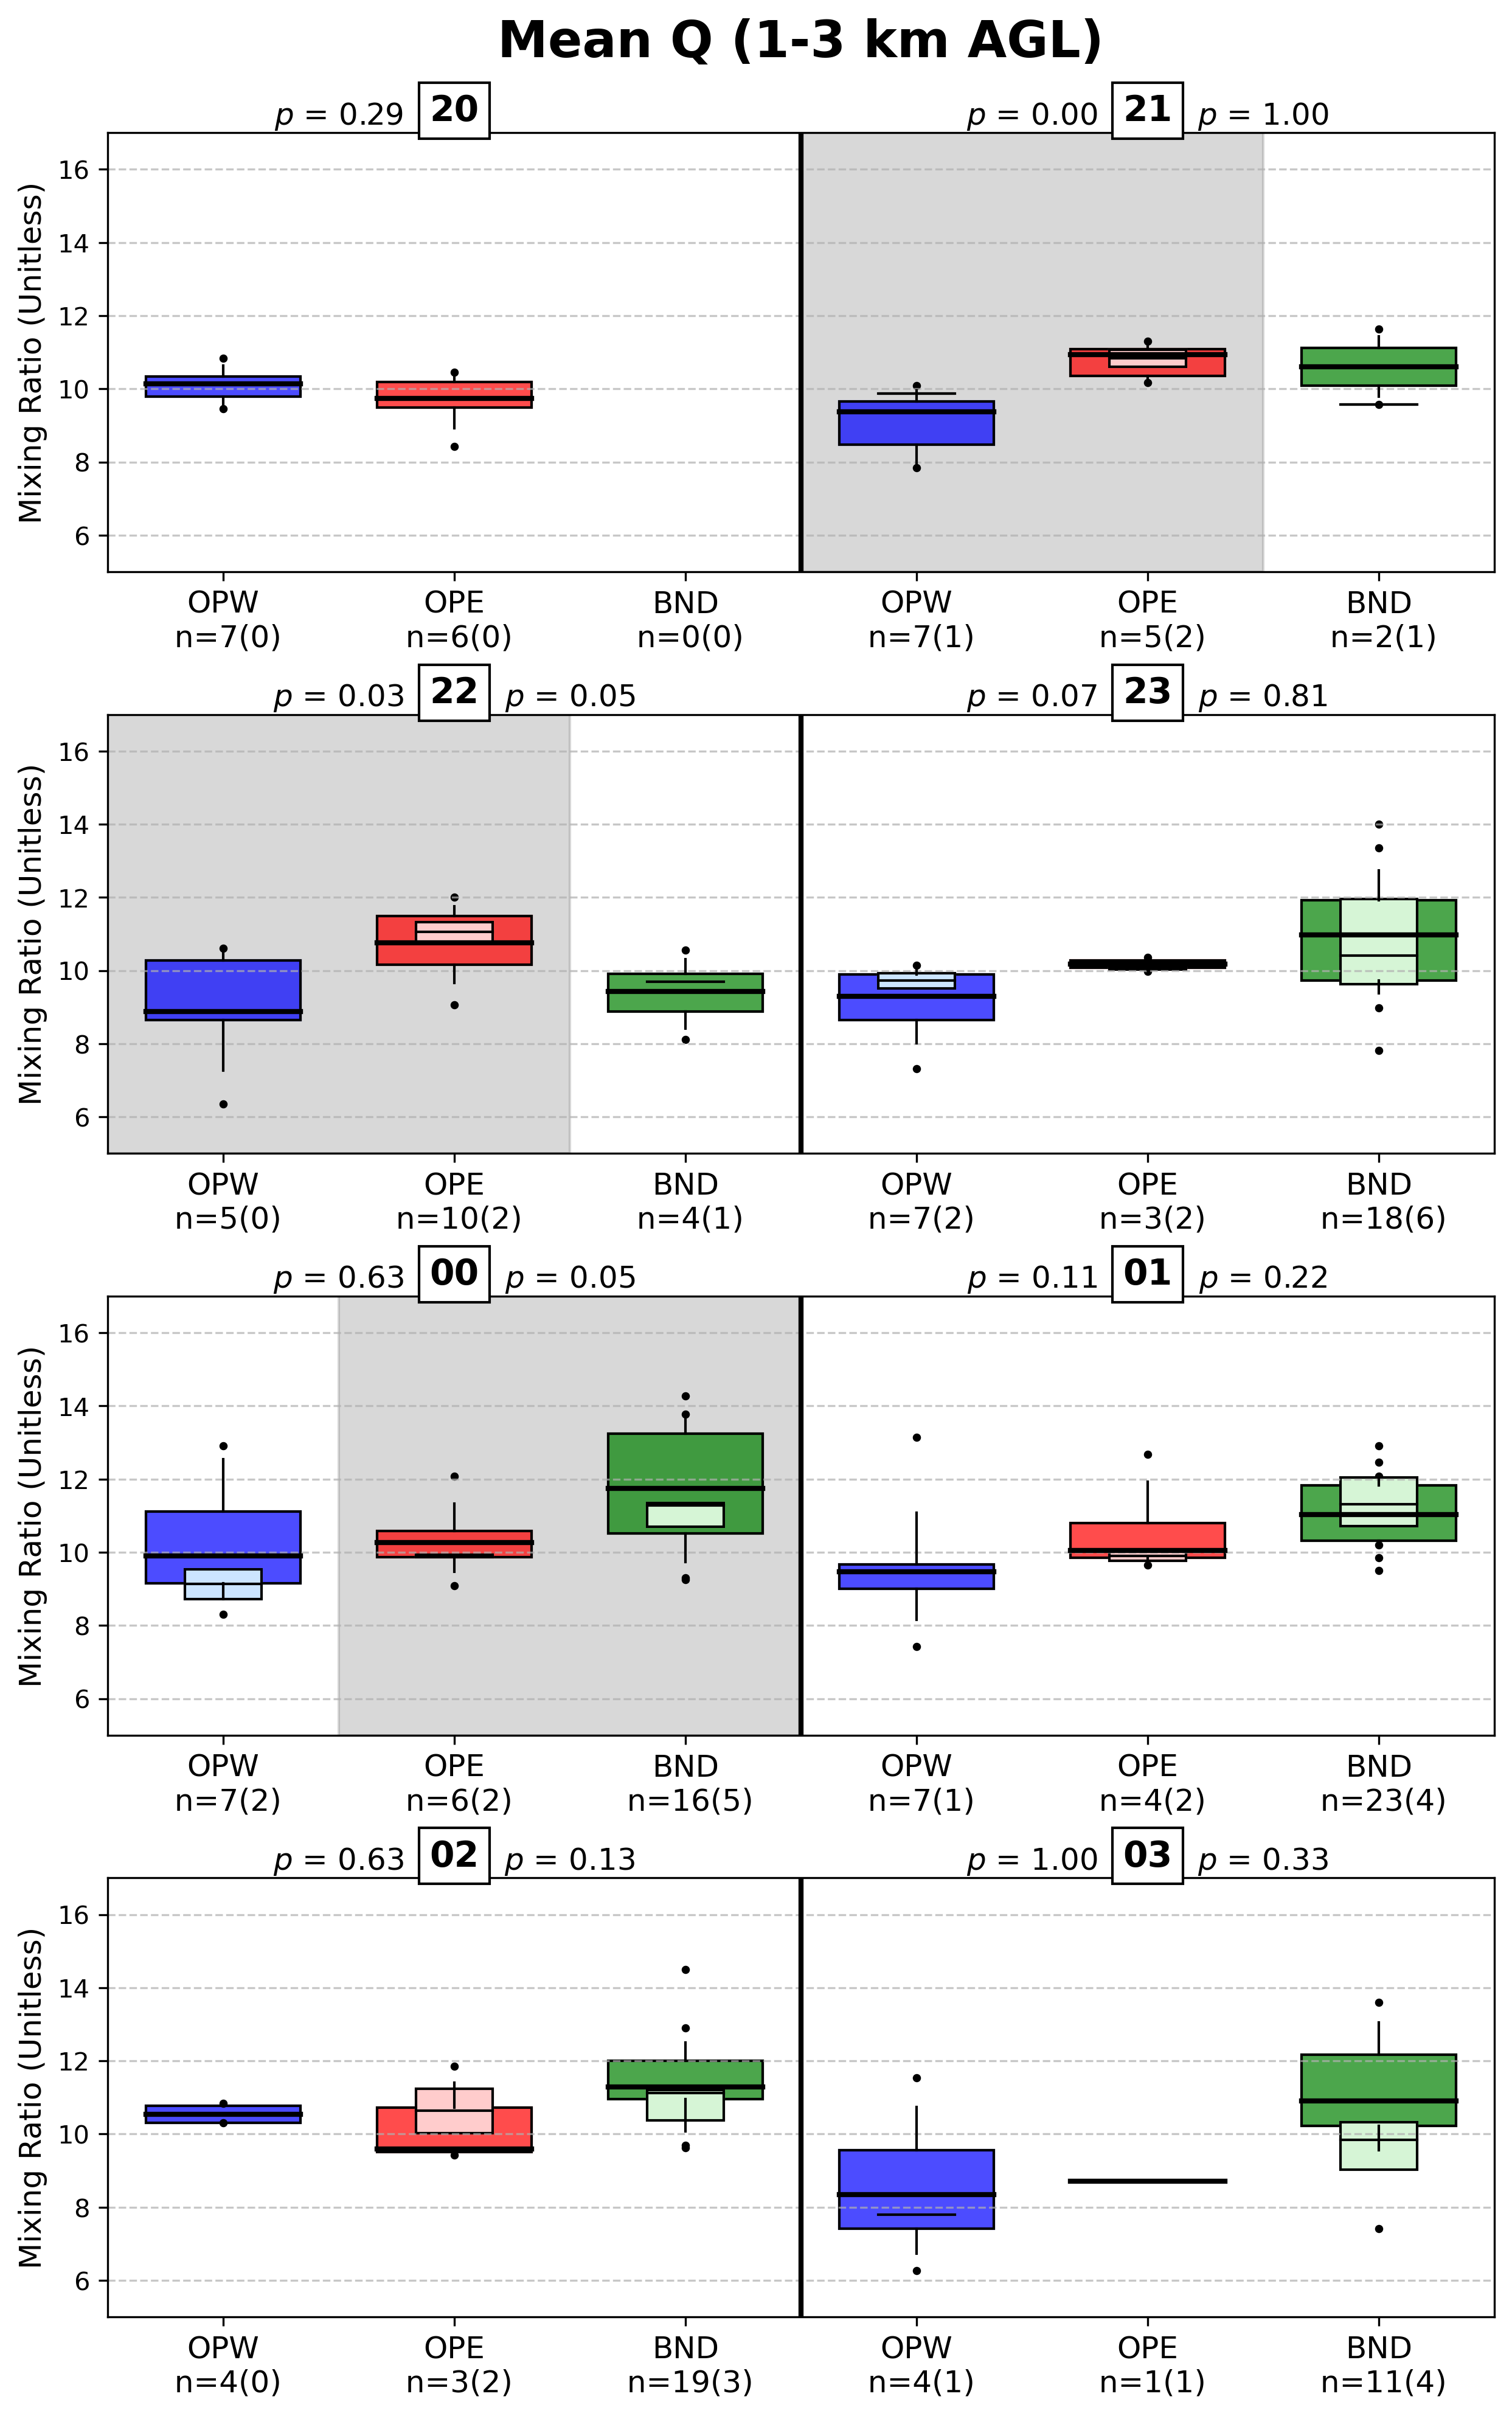 Mean Q (1-3 km AGL)
p = 0.29 20
p = 0.00 21 p = 1.00
Mixing Ratio (Unitless)
16
14
12
10
8
6
OPW OPE BND OPW OPE BND
n=7(0) n=6(0) n=0(0) n=7(1) n=5(2) n=2(1)
p = 0.03 22 p = 0.05
p = 0.07 23 p = 0.81
Mixing Ratio (Unitless)
16
14
12
10
8
6
OPW OPE BND OPW OPE BND
n=5(0) n=10(2) n=4(1) n=7(2) n=3(2) n=18(6)
p = 0.63 00 p = 0.05
p = 0.11 01 p = 0.22
Mixing Ratio (Unitless)
16
14
12
10
8
6
OPW OPE BND OPW OPE BND
n=7(2) n=6(2) n=16(5) n=7(1) n=4(2) n=23(4)
p = 0.63 02 p = 0.13
p = 1.00 03 p = 0.33
Mixing Ratio (Unitless)
16
14
12
10
8
6
OPW OPE BND OPW OPE BND
n=4(0) n=3(2) n=19(3) n=4(1) n=1(1) n=11(4)